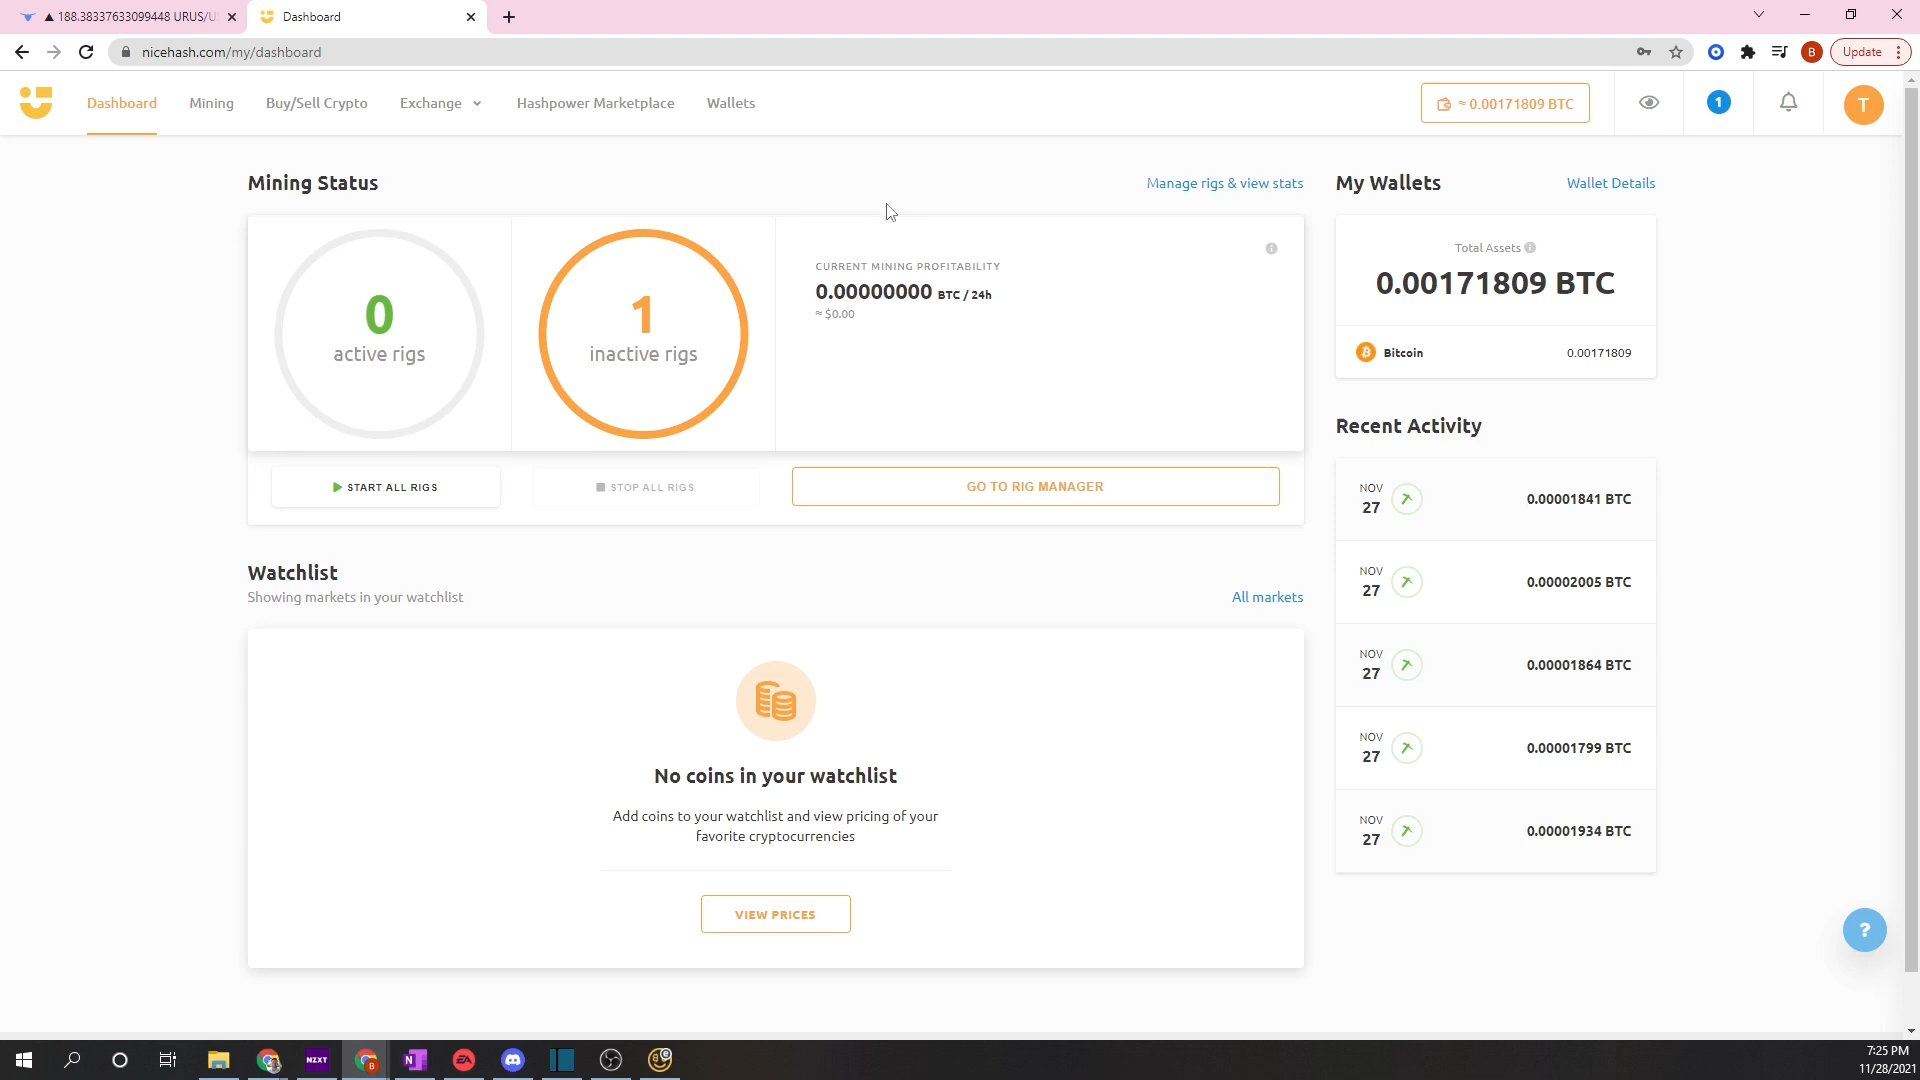 ▲ 188.38337633099448 URUS/U
Dashboard
nicehash.com/my/dashboard
B
Update
Dashboard
Mining
Buy/Sell Crypto
Exchange
Hashpower Marketplace
Wallets
≈ 0.00171809 BTC
1
T
Mining Status
Manage rigs & view stats
0
active rigs
1
inactive rigs
CURRENT MINING PROFITABILITY
0.00000000 BTC / 24h
≈ $0.00
START ALL RIGS
STOP ALL RIGS
GO TO RIG MANAGER
My Wallets
Wallet Details
Total Assets
0.00171809 BTC
Bitcoin
0.00171809
Recent Activity
NOV
27
0.00001841 BTC
NOV
27
0.00002005 BTC
NOV
27
0.00001864 BTC
NOV
27
0.00001799 BTC
NOV
27
0.00001934 BTC
Watchlist
Showing markets in your watchlist
All markets
No coins in your watchlist
Add coins to your watchlist and view pricing of your
favorite cryptocurrencies
VIEW PRICES
?
NZXT
B
N
EA
e
7:25 PM
11/28/2021